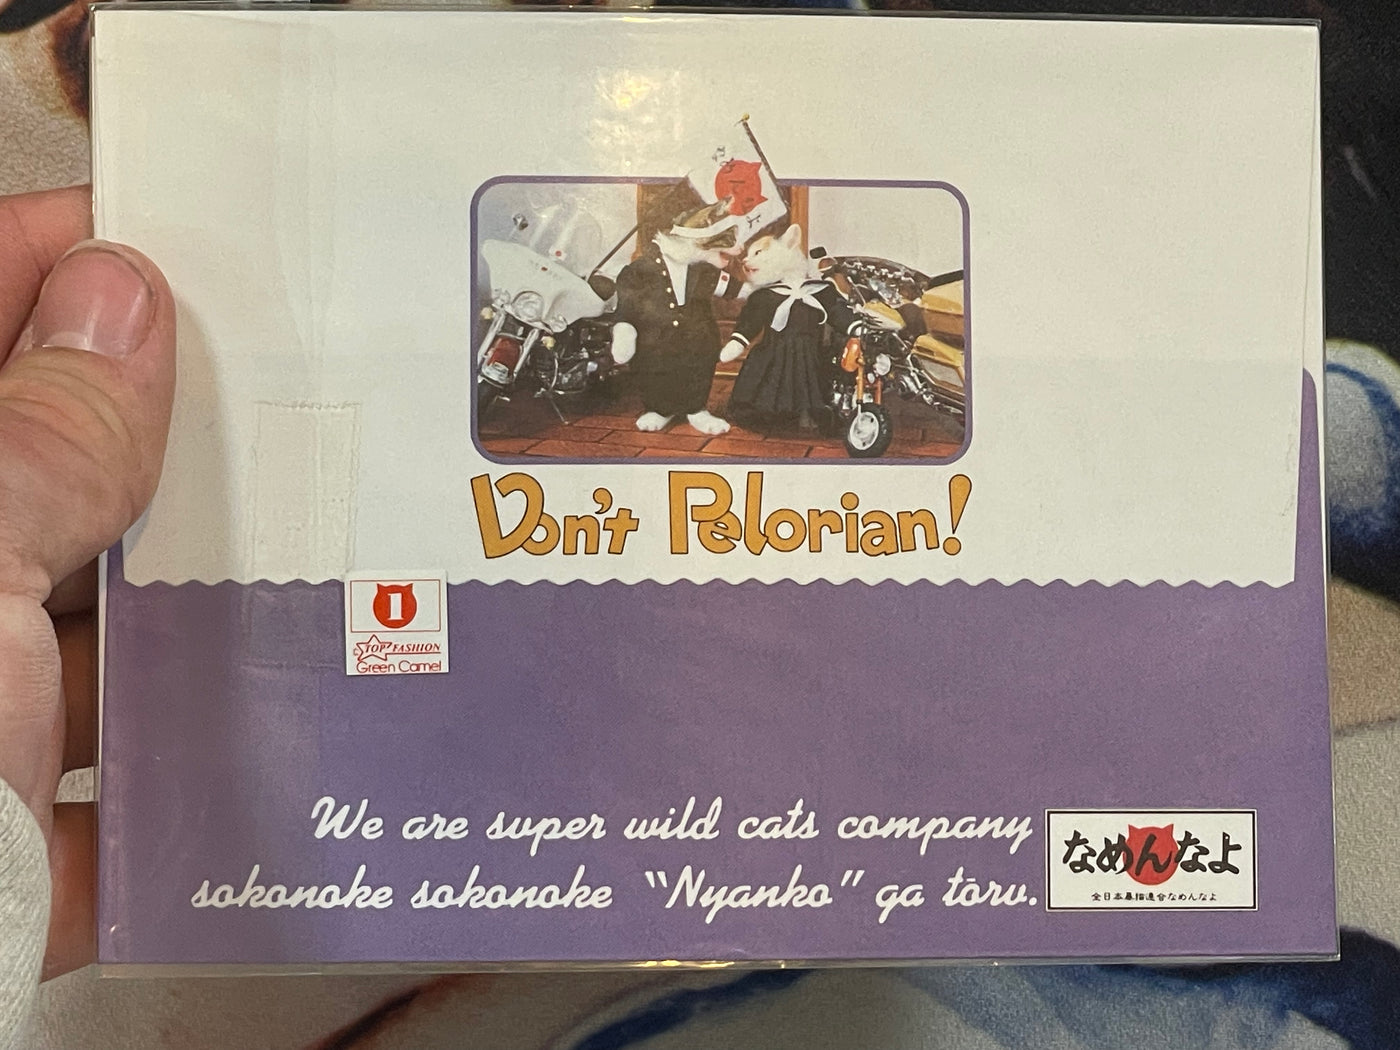 Don't Pelorian!
1
TOP FASHION
Green Camel
We are super wild cats company
sokonoke sokonoke "Nyanko" ga tōru.
なめんなよ
全日本暴猫連合なめんなよ